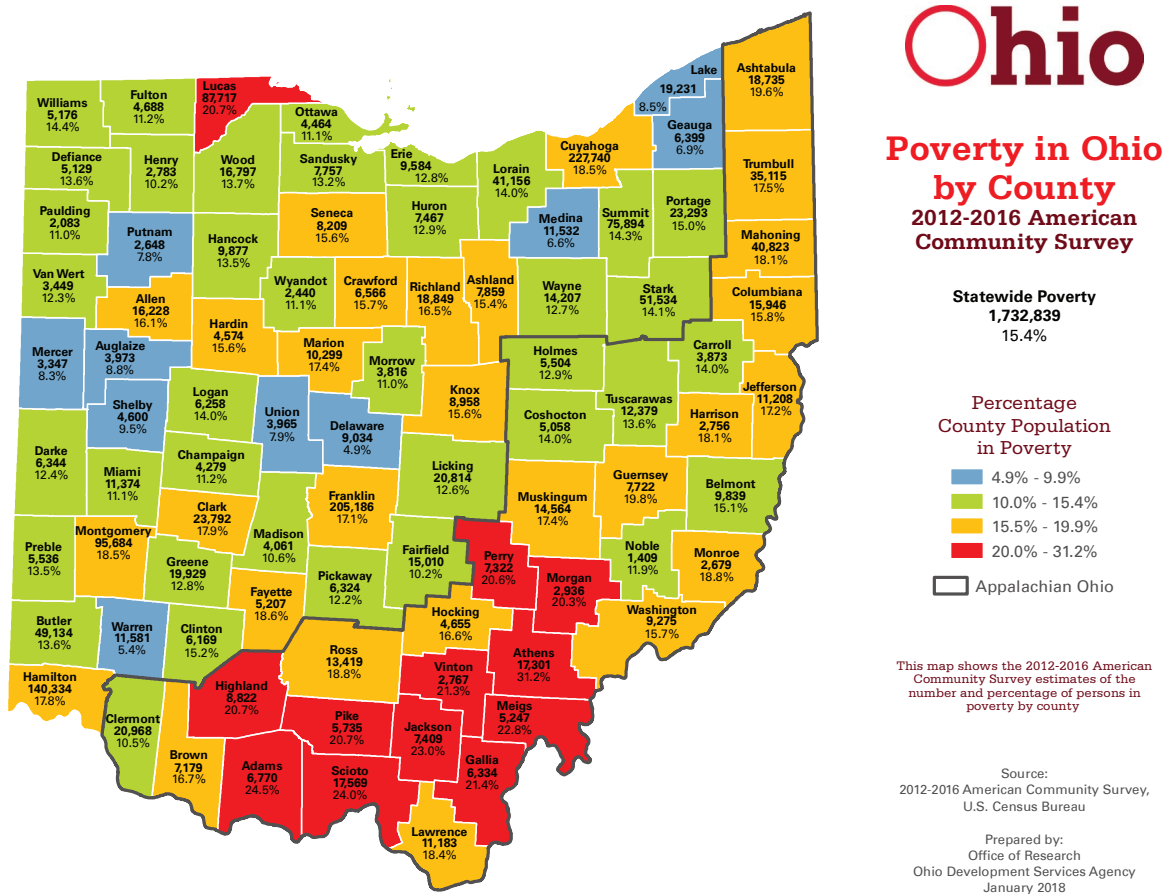 Ohio
Poverty in Ohio
by County
2012-2016 American
Community Survey
Statewide Poverty
1,732,839
15.4%
Percentage
County Population
in Poverty
4.9% - 9.9%
10.0% - 15.4%
15.5% - 19.9%
20.0% - 31.2%
Appalachian Ohio
This map shows the 2012-2016 American
Community Survey estimates of the
number and percentage of persons in
poverty by county
Source:
2012-2016 American Community Survey,
U.S. Census Bureau
Prepared by:
Office of Research
Ohio Development Services Agency
January 2018
Williams
5,176
14.4%
Fulton
4,688
11.2%
Lucas
87,717
20.7%
Ottawa
4,464
11.1%
Lake
19,231
8.5%
Geauga
6,399
6.9%
Ashtabula
18,735
19.6%
Defiance
5,129
13.6%
Henry
2,783
10.2%
Wood
16,797
13.7%
Sandusky
7,757
13.2%
Erie
9,584
12.8%
Lorain
41,156
14.0%
Cuyahoga
227,740
18.5%
Trumbull
35,115
17.5%
Paulding
2,083
11.0%
Putnam
2,648
7.8%
Hancock
9,877
13.5%
Seneca
8,209
15.6%
Huron
7,467
12.9%
Medina
11,532
6.6%
Summit
75,894
14.3%
Portage
23,293
15.0%
Mahoning
40,823
18.1%
Van Wert
3,449
12.3%
Allen
16,228
16.1%
Wyandot
2,440
11.1%
Crawford
6,566
15.7%
Richland
18,849
16.5%
Ashland
7,859
15.4%
Wayne
14,207
12.7%
Stark
51,534
14.1%
Columbiana
15,946
15.8%
Mercer
3,347
8.3%
Auglaize
3,973
8.8%
Hardin
4,574
15.6%
Marion
10,299
17.4%
Morrow
3,816
11.0%
Holmes
5,504
12.9%
Carroll
3,873
14.0%
Jefferson
11,208
17.2%
Shelby
4,600
9.5%
Logan
6,258
14.0%
Union
3,965
7.9%
Delaware
9,034
4.9%
Knox
8,958
15.6%
Coshocton
5,058
14.0%
Tuscarawas
12,379
13.6%
Harrison
2,756
18.1%
Darke
6,344
12.4%
Miami
11,374
11.1%
Champaign
4,279
11.2%
Licking
20,814
12.6%
Muskingum
14,564
17.4%
Guernsey
7,722
19.8%
Belmont
9,839
15.1%
Clark
23,792
17.9%
Franklin
205,186
17.1%
Madison
4,061
10.6%
Preble
5,536
13.5%
Montgomery
95,684
18.5%
Greene
19,929
12.8%
Fairfield
15,010
10.2%
Perry
7,322
20.6%
Morgan
2,936
20.3%
Noble
1,409
11.9%
Monroe
2,679
18.8%
Pickaway
6,324
12.2%
Fayette
5,207
18.6%
Hocking
4,655
16.6%
Washington
9,275
15.7%
Butler
49,134
13.6%
Warren
11,581
5.4%
Clinton
6,169
15.2%
Ross
13,419
18.8%
Vinton
2,767
21.3%
Athens
17,301
31.2%
Hamilton
140,334
17.8%
Clermont
20,968
10.5%
Highland
8,822
20.7%
Pike
5,735
20.7%
Jackson
7,409
23.0%
Meigs
5,247
22.8%
Brown
7,179
16.7%
Adams
6,770
24.5%
Scioto
17,569
24.0%
Gallia
6,334
21.4%
Lawrence
11,183
18.4%